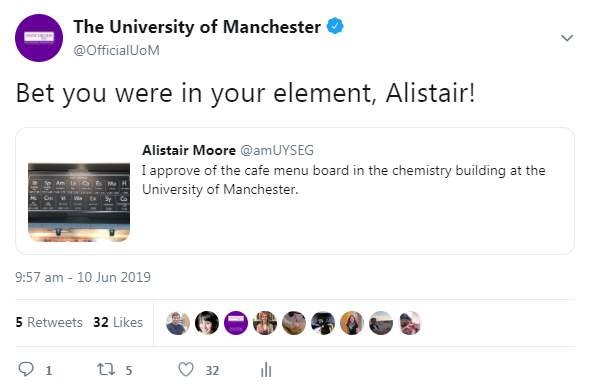 The University of Manchester
@OfficialUoM
Bet you were in your element, Alistair!
Alistair Moore @amUYSEG
I approve of the cafe menu board in the chemistry building at the
University of Manchester.
9:57 am - 10 Jun 2019
5 Retweets 32 Likes
1 5 32